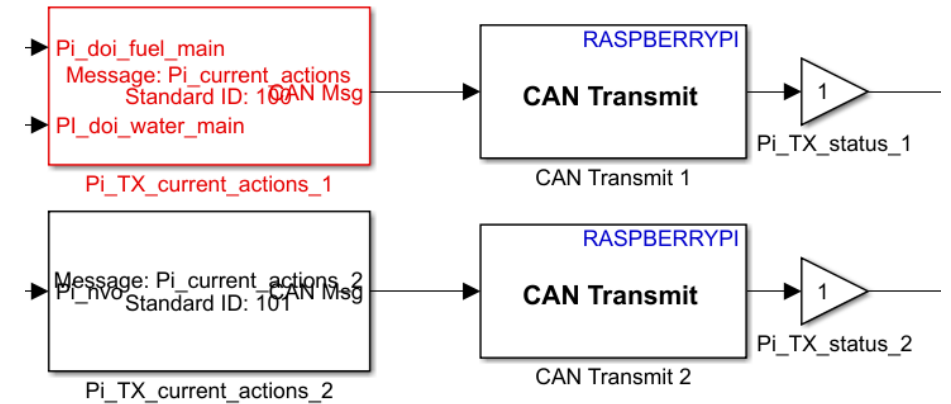 Pi_doi_fuel_main
Message: Pi_current_actions
Standard ID: 100
CAN Msg
PI_doi_water_main
Pi_TX_current_actions_1
RASPBERRYPI
CAN Transmit
CAN Transmit 1
1
Pi_TX_status_1
Message: Pi_current_actions_2
Pi_nvo
Standard ID: 101
CAN Msg
Pi_TX_current_actions_2
RASPBERRYPI
CAN Transmit
CAN Transmit 2
1
Pi_TX_status_2